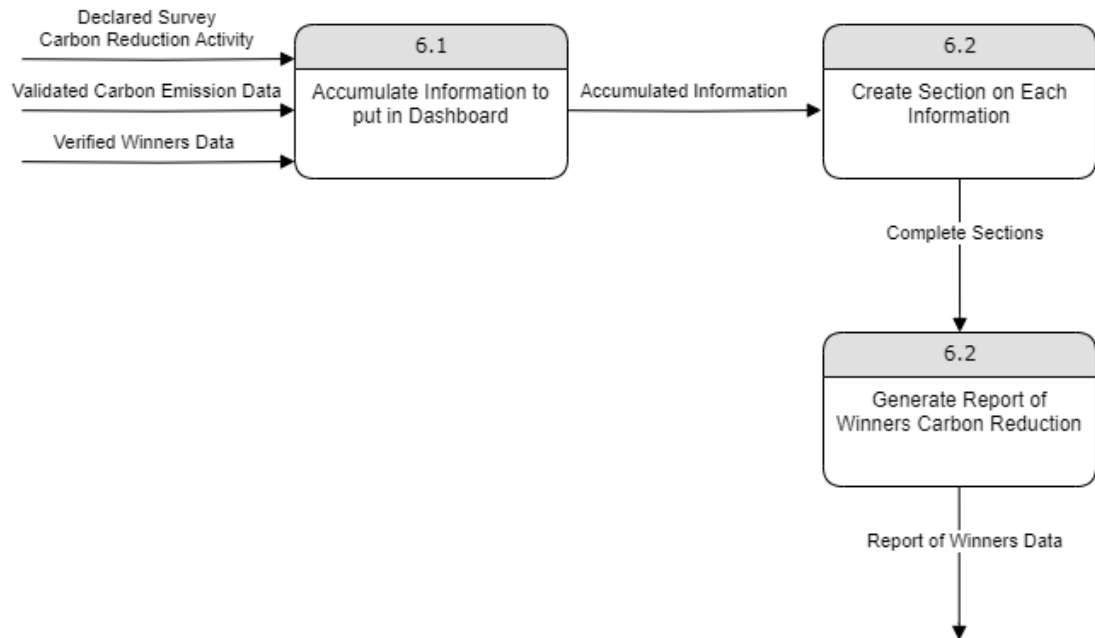 Declared Survey
Carbon Reduction Activity
Validated Carbon Emission Data
Verified Winners Data
6.1
Accumulate Information to
put in Dashboard
Accumulated Information
6.2
Create Section on Each
Information
Complete Sections
6.2
Generate Report of
Winners Carbon Reduction
Report of Winners Data